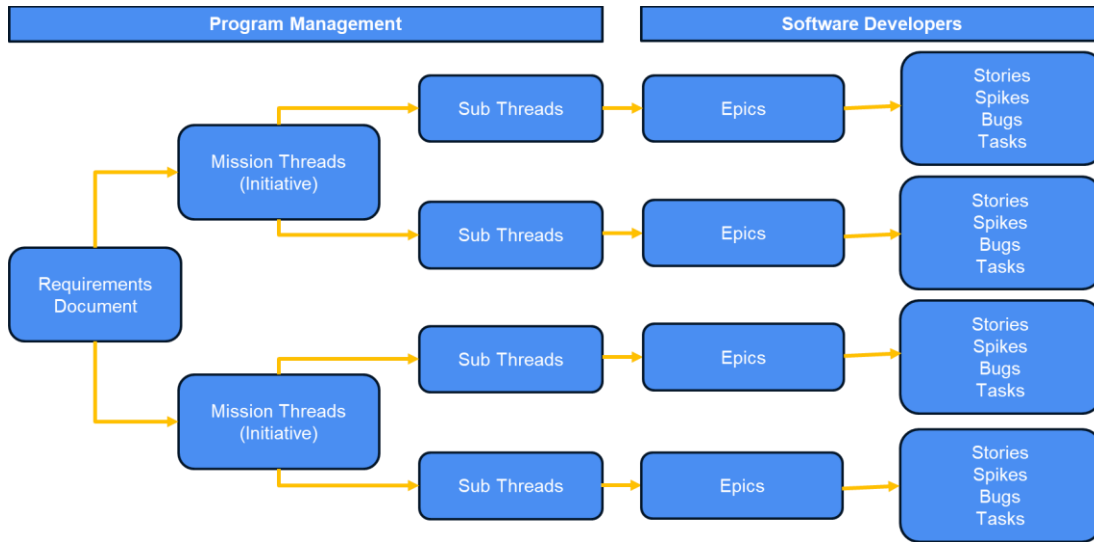 Program Management
Software Developers
Sub Threads
Epics
Stories
Spikes
Bugs
Tasks
Mission Threads
(Initiative)
Sub Threads
Epics
Stories
Spikes
Bugs
Tasks
Requirements
Document
Sub Threads
Epics
Stories
Spikes
Bugs
Tasks
Mission Threads
(Initiative)
Sub Threads
Epics
Stories
Spikes
Bugs
Tasks